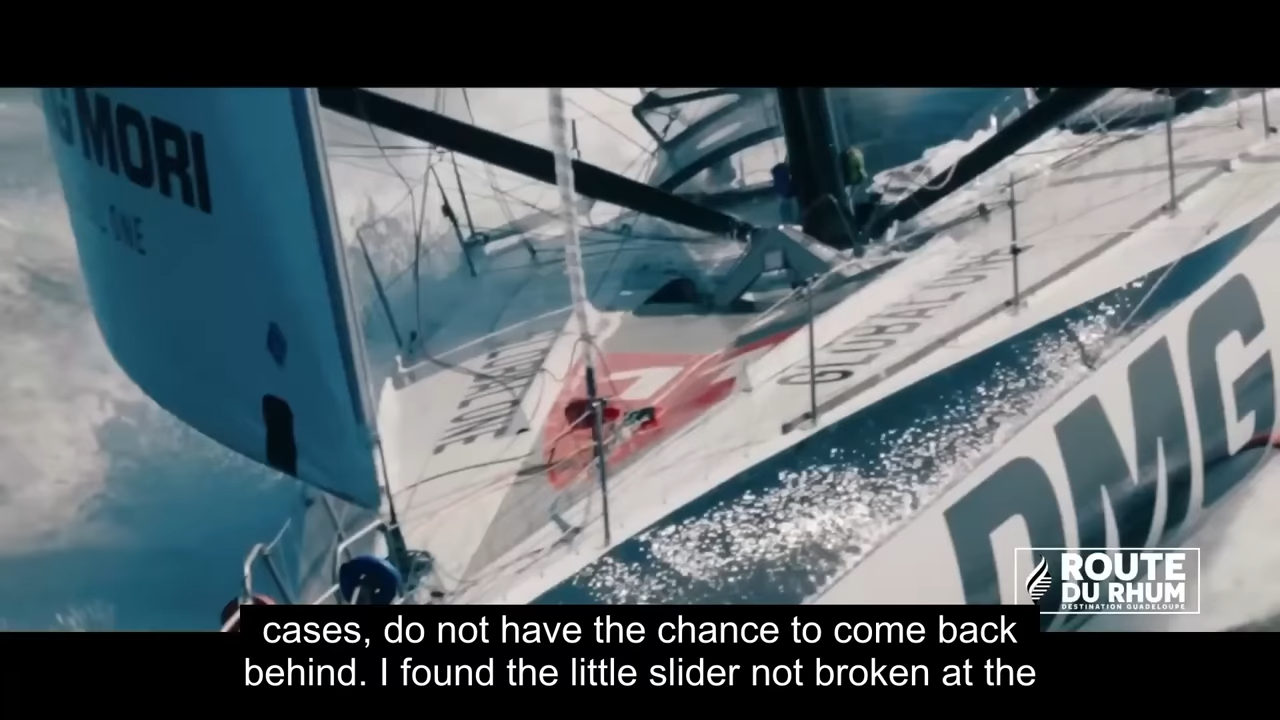 G MORI
ONE
GLOBAL ONE
DMG
ROUTE
DU RHUM
DESTINATION GUADELOUPE
cases, do not have the chance to come back
behind. I found the little slider not broken at the